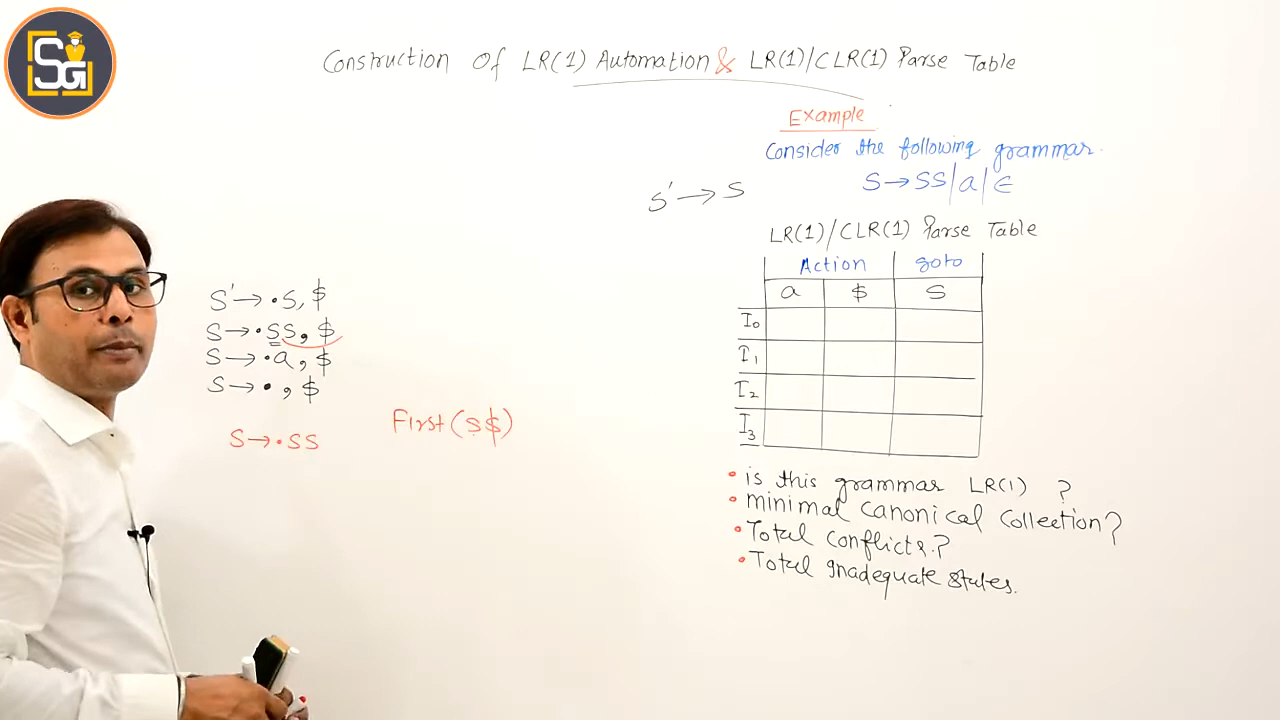 SG
Construction Of LR(1) Automation & LR(1)/CLR(1) Parse Table
Example
Consider the following grammar.
S→SS|a|∈
S'→S
LR(1)/CLR(1) Parse Table
Action goto
a $ S
I0
I1
I2
I3
S'→•S, $
S→•SS, $
S→•a, $
S→•, $
S→•SS
First(S$)
• is this grammar LR(1) ?
• minimal canonical collection?
• Total conflicts.?
• Total inadequate states.